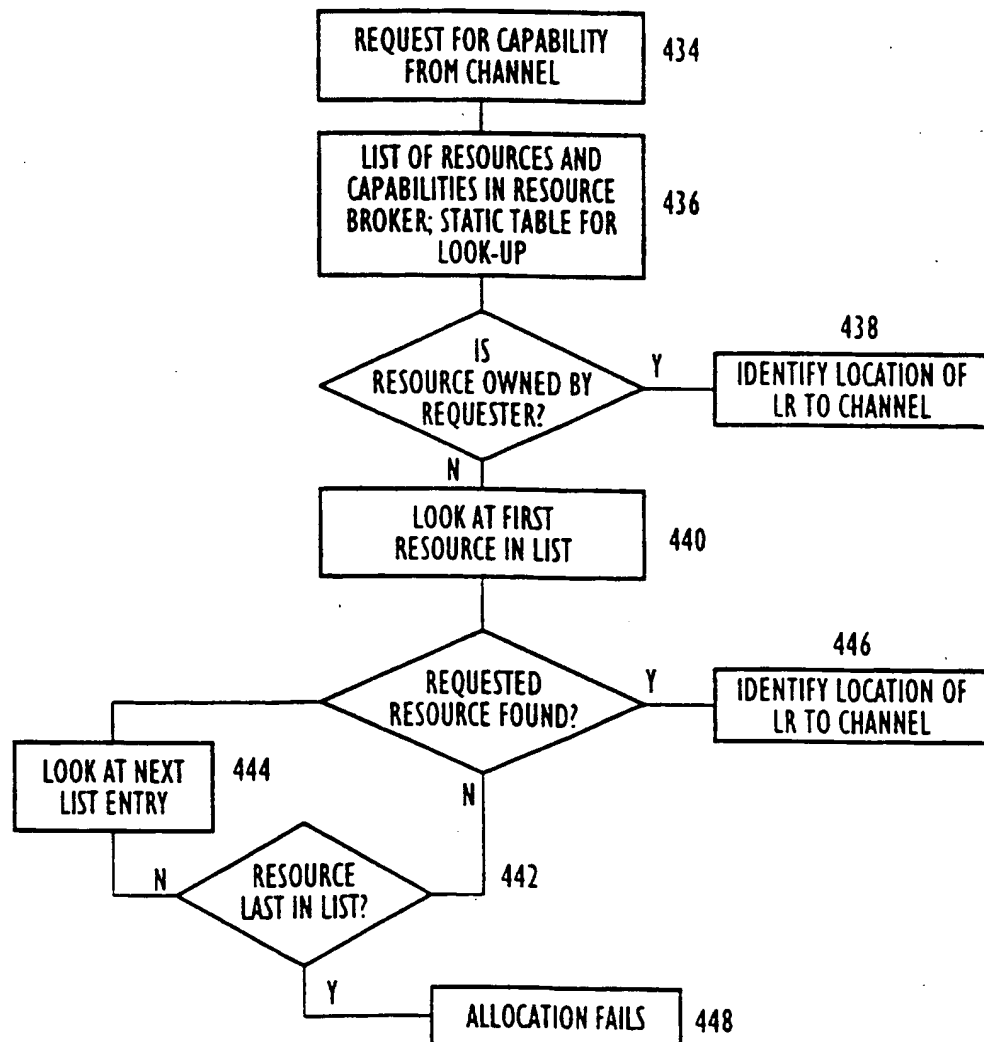 REQUEST FOR CAPABILITY
FROM CHANNEL
434
LIST OF RESOURCES AND
CAPABILITIES IN RESOURCE
BROKER; STATIC TABLE FOR
LOOK-UP
436
IS
RESOURCE OWNED BY
REQUESTER?
Y
438
IDENTIFY LOCATION OF
LR TO CHANNEL
N
LOOK AT FIRST
RESOURCE IN LIST
440
REQUESTED
RESOURCE FOUND?
Y
446
IDENTIFY LOCATION OF
LR TO CHANNEL
LOOK AT NEXT
LIST ENTRY
444
N
RESOURCE
LAST IN LIST?
442
N
Y
ALLOCATION FAILS
448